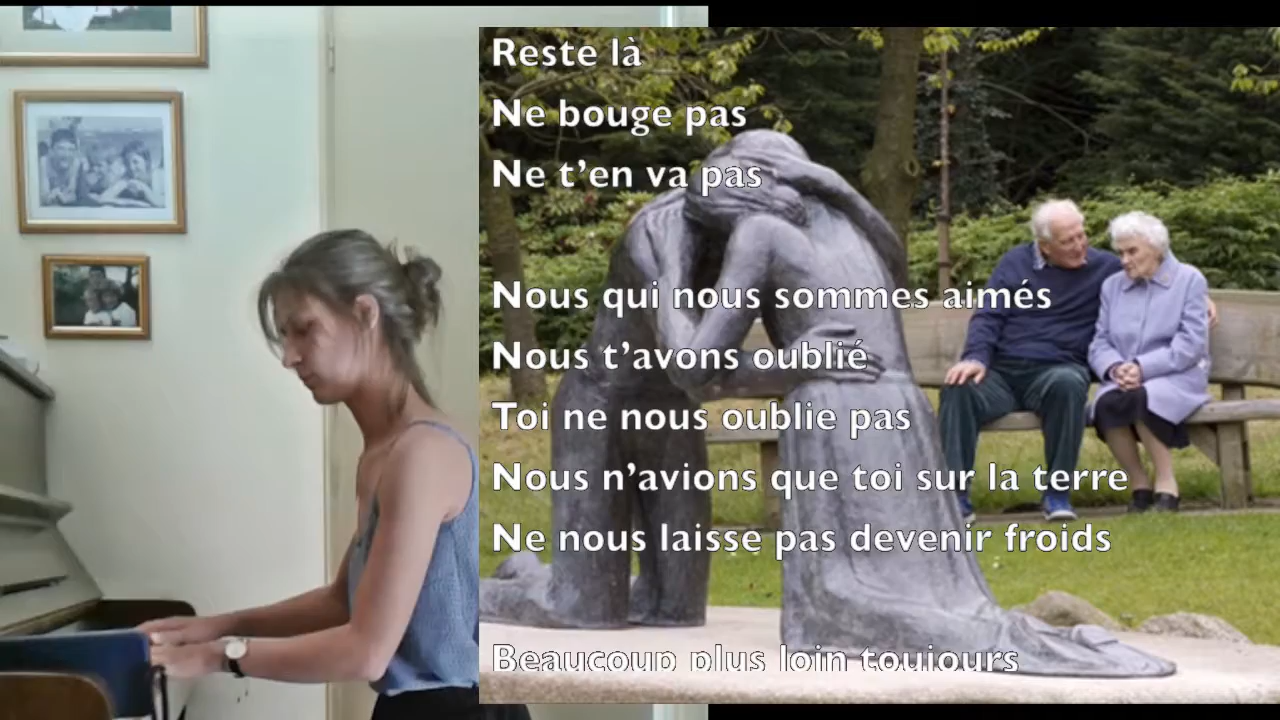 Reste là
Ne bouge pas
Ne t’en va pas
Nous qui nous sommes aimés
Nous t’avons oublié
Toi ne nous oublie pas
Nous n’avions que toi sur la terre
Ne nous laisse pas devenir froids
Beaucoup plus loin toujours